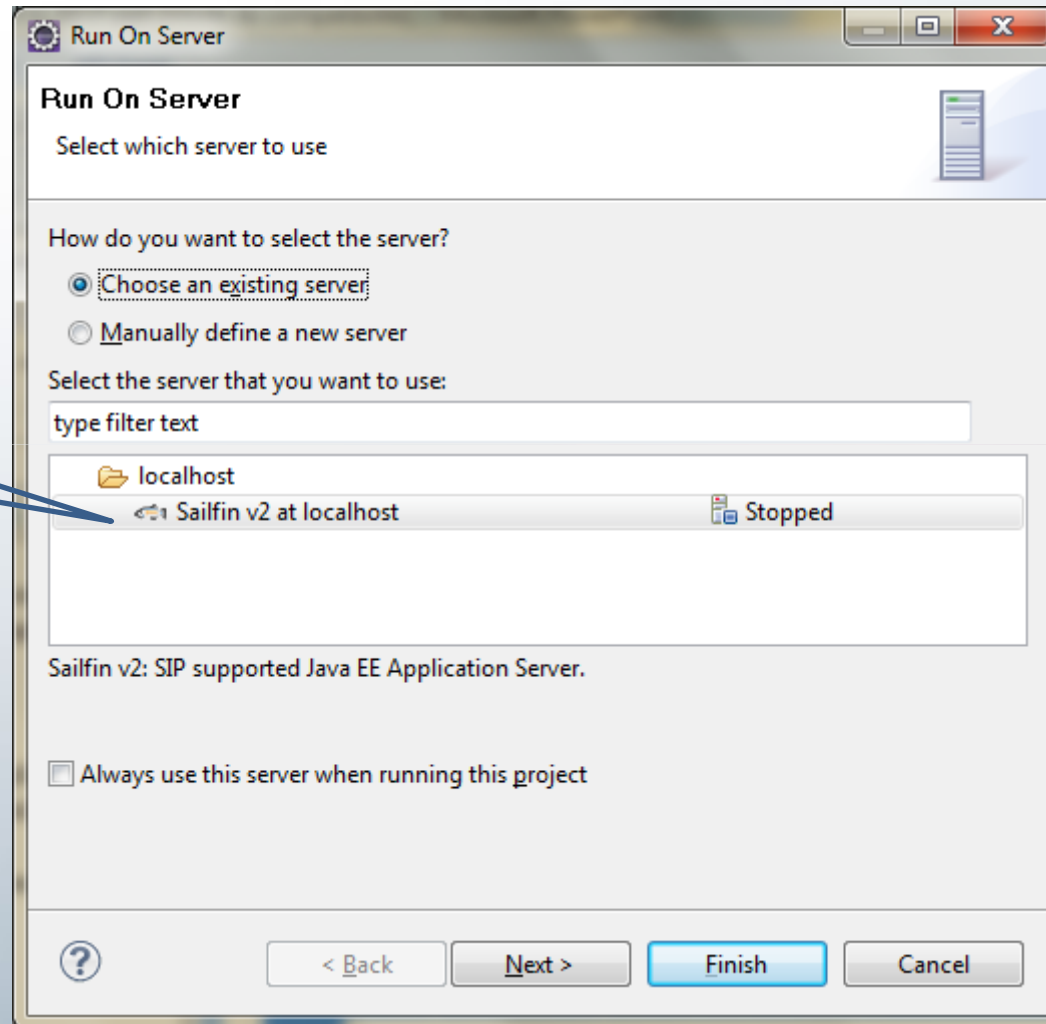 Run On Server
Run On Server
Select which server to use
How do you want to select the server?
Choose an existing server
Manually define a new server
Select the server that you want to use:
type filter text
localhost
Sailfin v2 at localhost Stopped
Sailfin v2: SIP supported Java EE Application Server.
Always use this server when running this project
? < Back Next > Finish Cancel